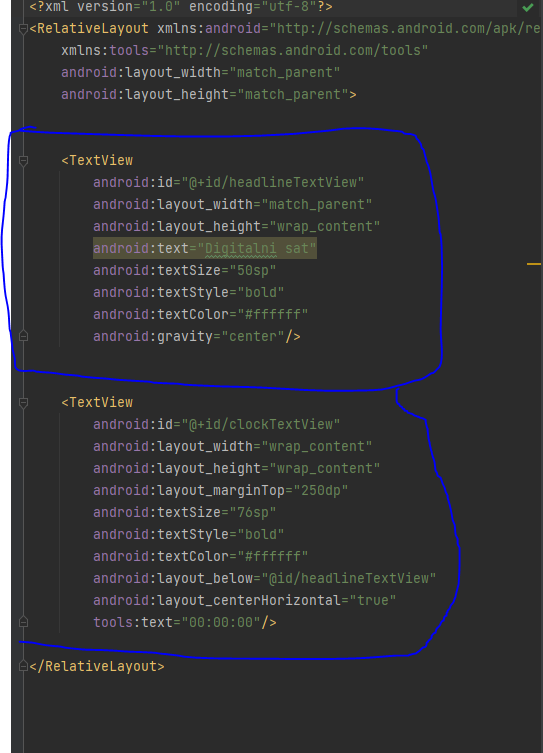 <?xml version="1.0" encoding="utf-8"?>
<RelativeLayout xmlns:android="http://schemas.android.com/apk/re
xmlns:tools="http://schemas.android.com/tools"
android:layout_width="match_parent"
android:layout_height="match_parent">
<TextView
android:id="@+id/headlineTextView"
android:layout_width="match_parent"
android:layout_height="wrap_content"
android:text="Digitalni sat"
android:textSize="50sp"
android:textStyle="bold"
android:textColor="#ffffff"
android:gravity="center"/>
<TextView
android:id="@+id/clockTextView"
android:layout_width="wrap_content"
android:layout_height="wrap_content"
android:layout_marginTop="250dp"
android:textSize="76sp"
android:textStyle="bold"
android:textColor="#ffffff"
android:layout_below="@id/headlineTextView"
android:layout_centerHorizontal="true"
tools:text="00:00:00"/>
</RelativeLayout>